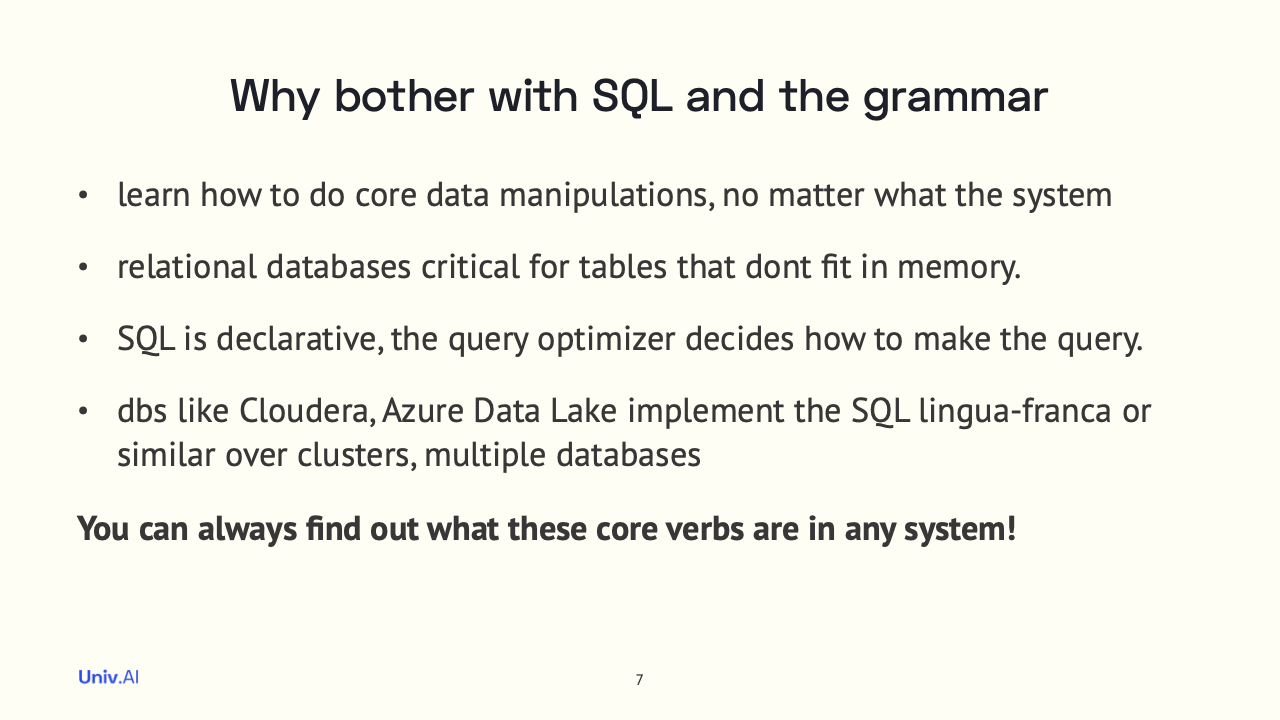 Why bother with SQL and the grammar
• learn how to do core data manipulations, no matter what the system
• relational databases critical for tables that dont fit in memory.
• SQL is declarative, the query optimizer decides how to make the query.
• dbs like Cloudera, Azure Data Lake implement the SQL lingua-franca or
similar over clusters, multiple databases
You can always find out what these core verbs are in any system!
Univ.AI
7